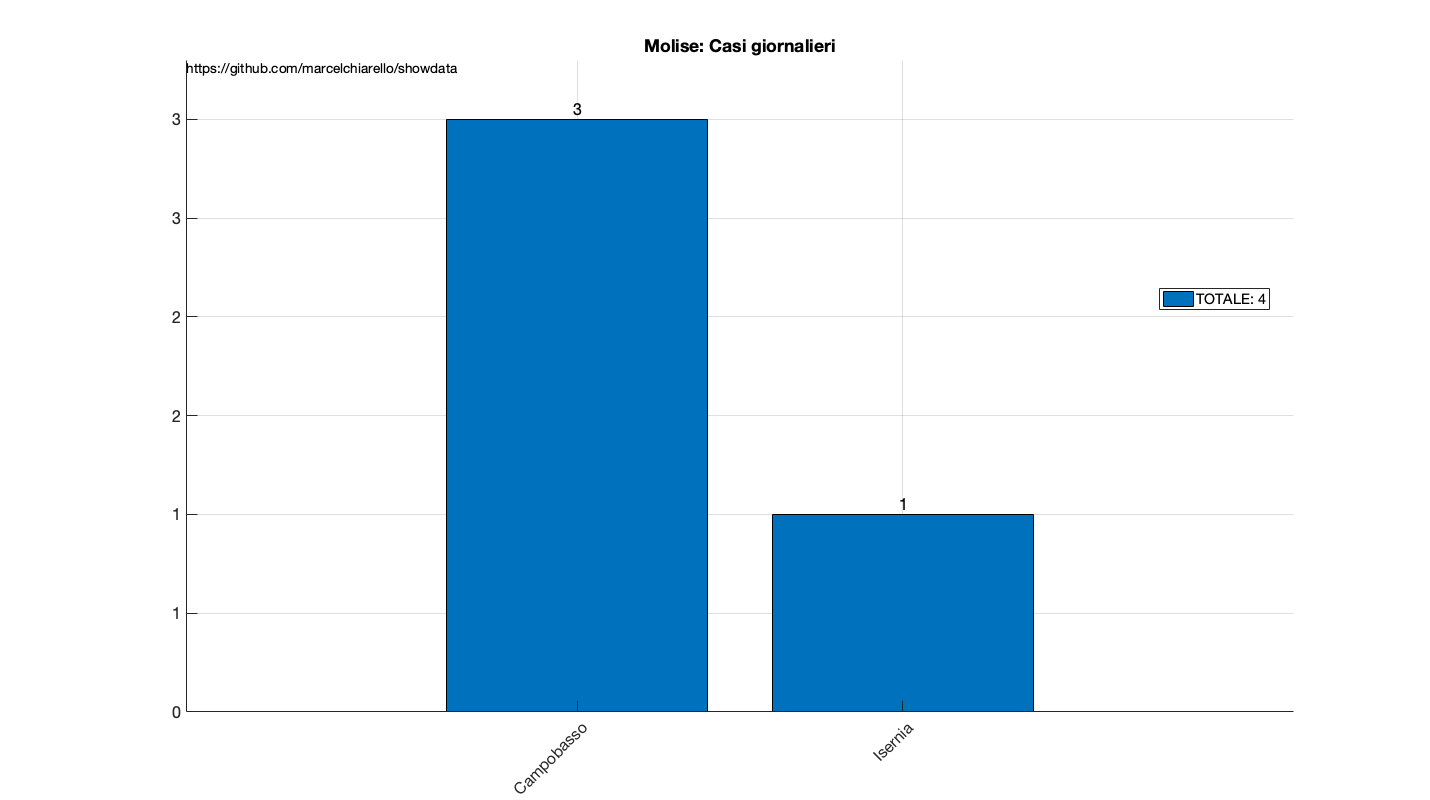 Molise: Casi giornalieri
https://github.com/marcelchiarello/showdata
3
3
3
2
TOTALE: 4
2
1
1
1
0
Campobasso
Isernia